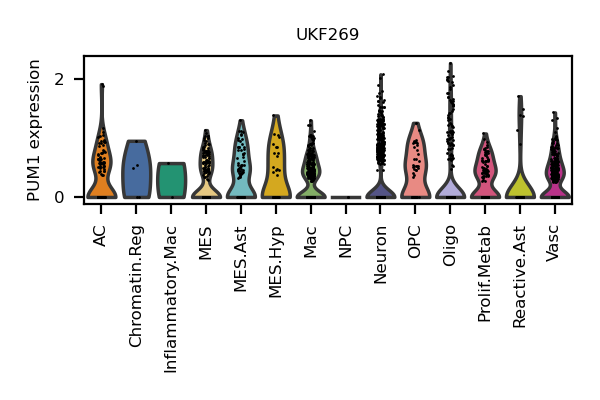 UKF269
PUM1 expression
2
0
AC
Chromatin.Reg
Inflammatory.Mac
MES
MES.Ast
MES.Hyp
Mac
NPC
Neuron
OPC
Oligo
Prolif.Metab
Reactive.Ast
Vasc